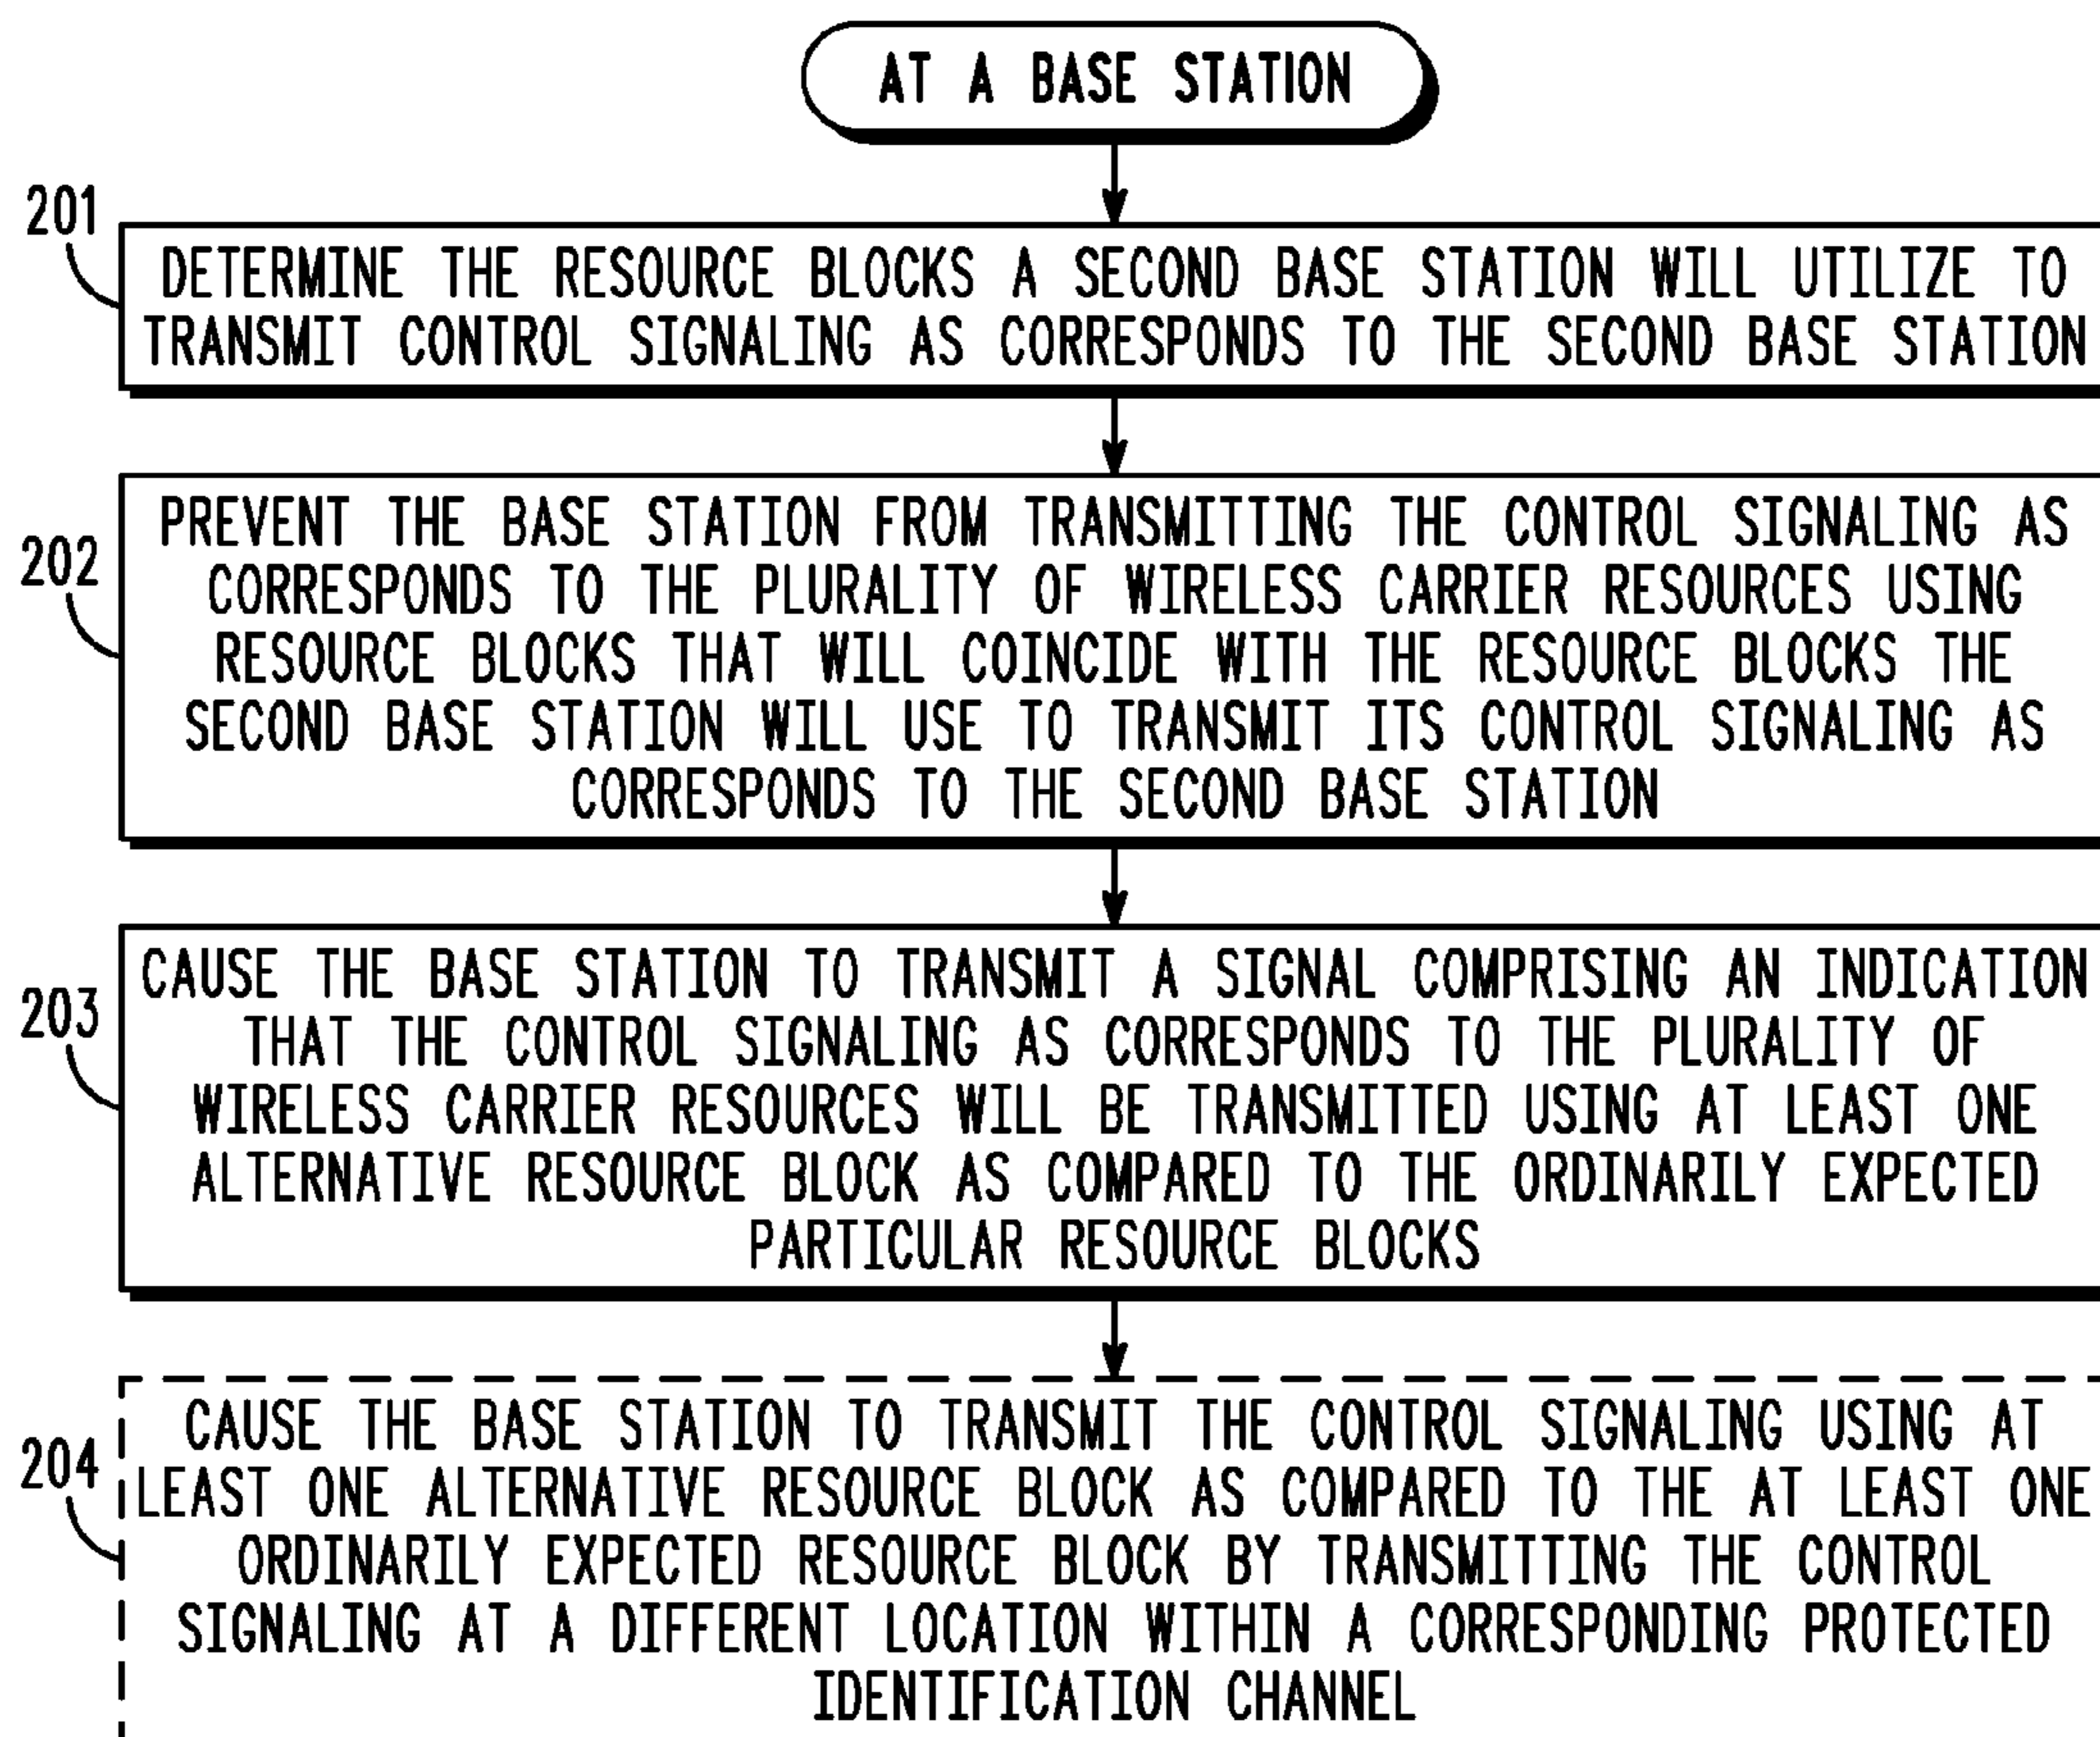 AT A BASE STATION
201
DETERMINE THE RESOURCE BLOCKS A SECOND BASE STATION WILL UTILIZE TO
TRANSMIT CONTROL SIGNALING AS CORRESPONDS TO THE SECOND BASE STATION
202
PREVENT THE BASE STATION FROM TRANSMITTING THE CONTROL SIGNALING AS
CORRESPONDS TO THE PLURALITY OF WIRELESS CARRIER RESOURCES USING
RESOURCE BLOCKS THAT WILL COINCIDE WITH THE RESOURCE BLOCKS THE
SECOND BASE STATION WILL USE TO TRANSMIT ITS CONTROL SIGNALING AS
CORRESPONDS TO THE SECOND BASE STATION
203
CAUSE THE BASE STATION TO TRANSMIT A SIGNAL COMPRISING AN INDICATION
THAT THE CONTROL SIGNALING AS CORRESPONDS TO THE PLURALITY OF
WIRELESS CARRIER RESOURCES WILL BE TRANSMITTED USING AT LEAST ONE
ALTERNATIVE RESOURCE BLOCK AS COMPARED TO THE ORDINARILY EXPECTED
PARTICULAR RESOURCE BLOCKS
204
CAUSE THE BASE STATION TO TRANSMIT THE CONTROL SIGNALING USING AT
LEAST ONE ALTERNATIVE RESOURCE BLOCK AS COMPARED TO THE AT LEAST ONE
ORDINARILY EXPECTED RESOURCE BLOCK BY TRANSMITTING THE CONTROL
SIGNALING AT A DIFFERENT LOCATION WITHIN A CORRESPONDING PROTECTED
IDENTIFICATION CHANNEL